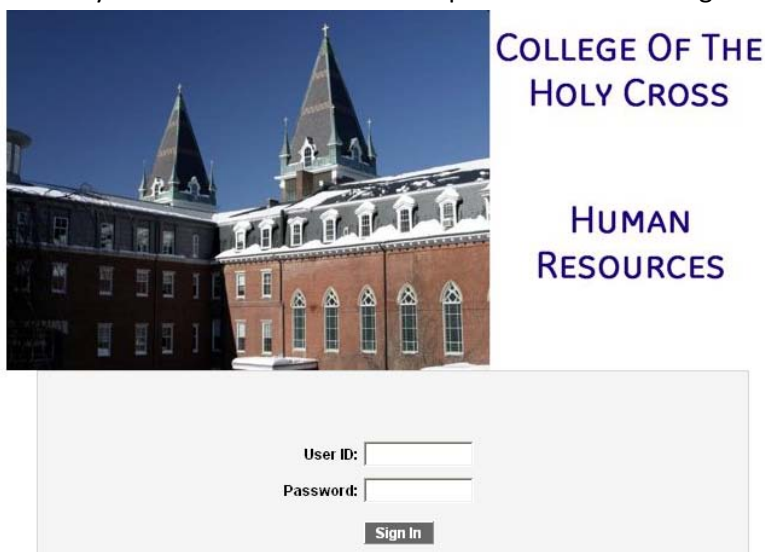 COLLEGE OF THE
HOLY CROSS
HUMAN
RESOURCES
User ID:
Password:
Sign In